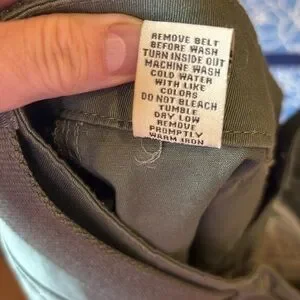 REMOVE BELT
BEFORE WASH
TURN INSIDE OUT
MACHINE WASH
COLD WATER
WITH LIKE
COLORS
DO NOT BLEACH
TUMBLE
DRY LOW
REMOVE
PROMPTLY
WARM IRON